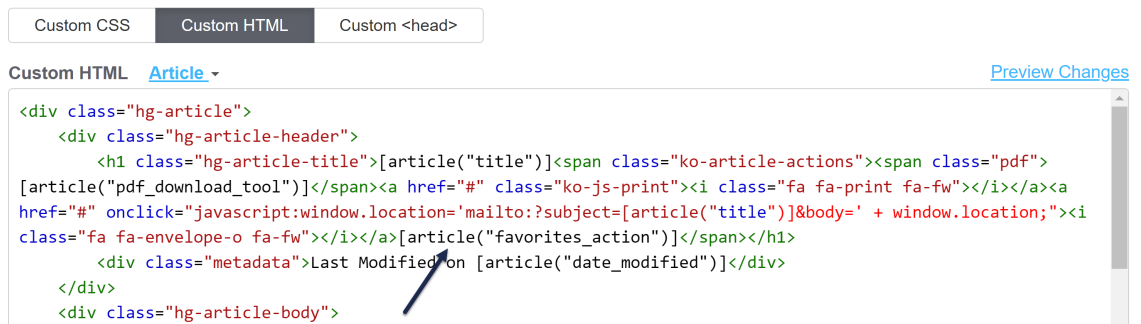 Custom CSS Custom HTML Custom <head>
Custom HTML Article Preview Changes
<div class="hg-article">
<div class="hg-article-header">
<h1 class="hg-article-title">[article("title")]<span class="ko-article-actions"><span class="pdf">
[article("pdf_download_tool")]</span><a href="#" class="ko-js-print"><i class="fa fa-print fa-fw"></i></a><a
href="#" onclick="javascript:window.location='mailto:?subject=[article("title")]&body=' + window.location;"><i
class="fa fa-envelope-o fa-fw"></i></a>[article("favorites_action")]</span></h1>
<div class="metadata">Last Modified on [article("date_modified")]</div>
</div>
<div class="hg-article-body">